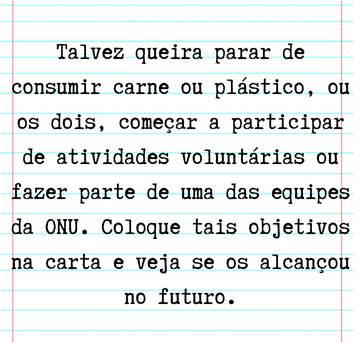 Talvez queira parar de
consumir carne ou plástico, ou
os dois, começar a participar
de atividades voluntárias ou
fazer parte de uma das equipes
da ONU. Coloque tais objetivos
na carta e veja se os alcançou
no futuro.